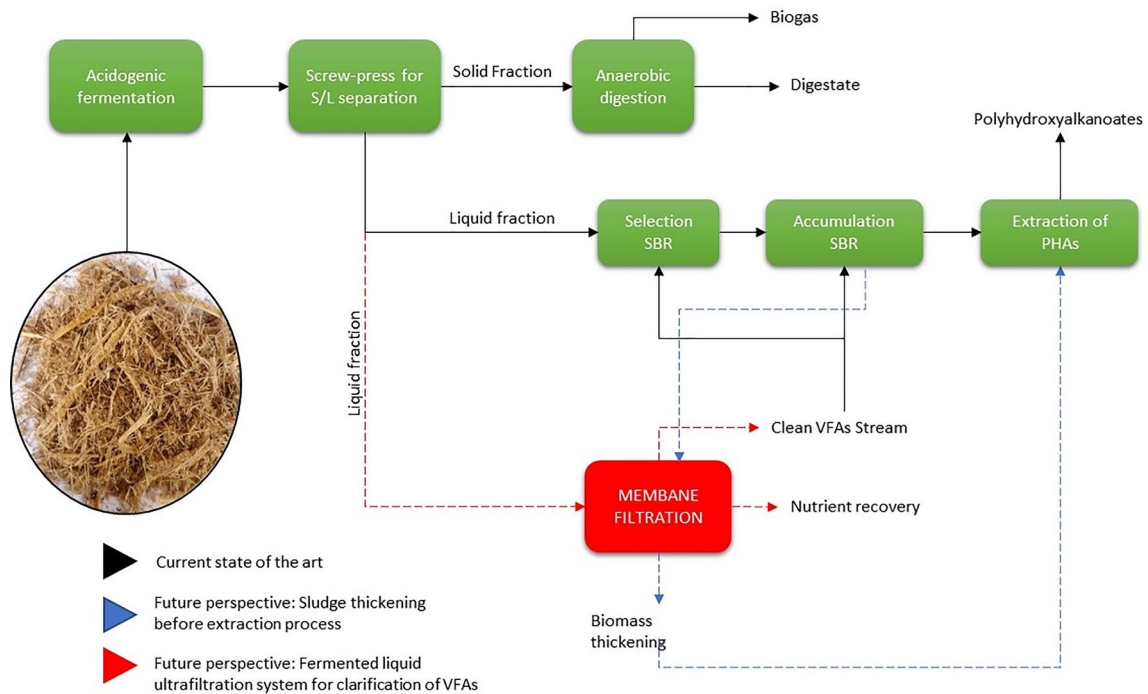 Biogas
Acidogenic
fermentation
Screw-press for
S/L separation
Solid Fraction
Anaerobic
digestion
Digestate
Polyhydroxyalkanoates
Liquid fraction
Selection
SBR
Accumulation
SBR
Extraction of
PHAs
Liquid fraction
Clean VFAs Stream
MEMBANE
FILTRATION
Nutrient recovery
Current state of the art
Future perspective: Sludge thickening
before extraction process
Biomass
thickening
Future perspective: Fermented liquid
ultrafiltration system for clarification of VFAs